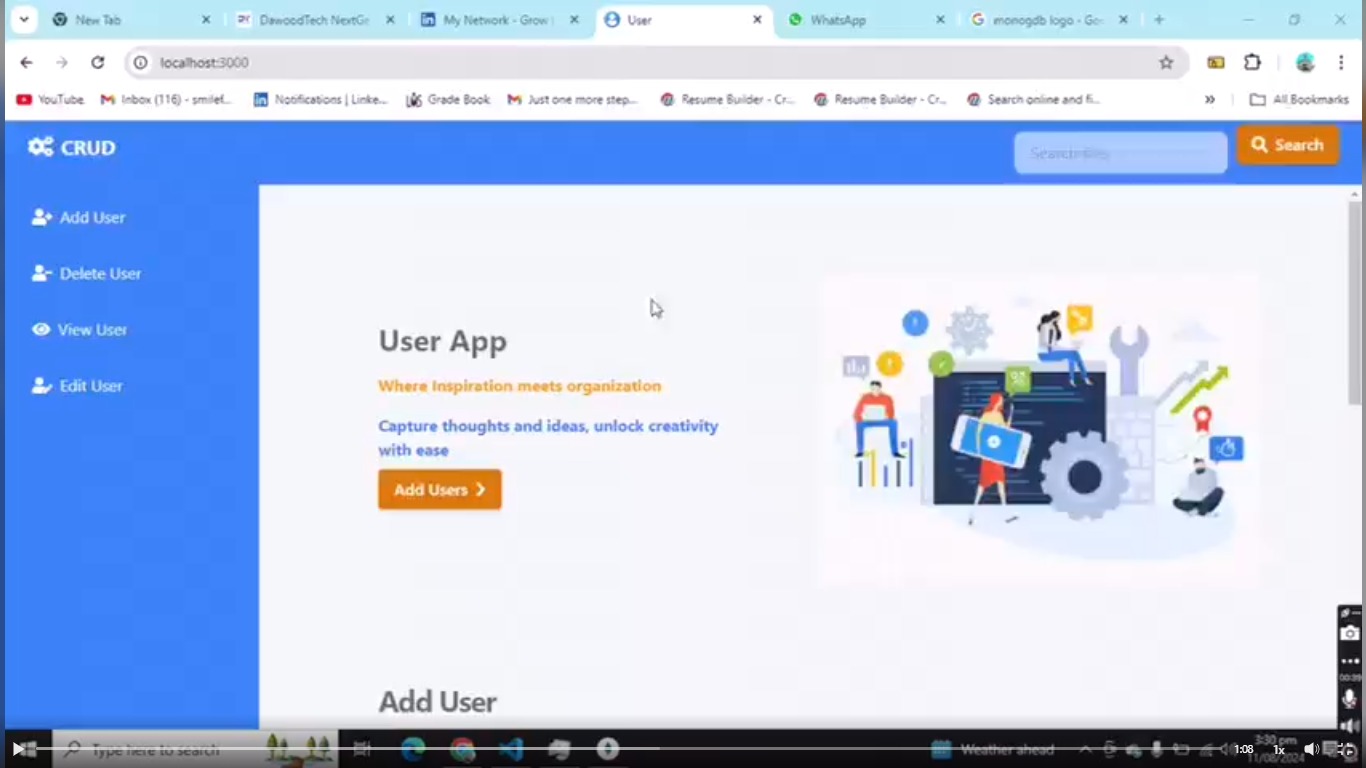 New Tab
DawoodTech NextGe
My Network - Grow
User
WhatsApp
monogdb logo - Go
localhost:3000
YouTube
Inbox (116) - smilef...
Notifications | Linke...
Grade Book
Just one more step...
Resume Builder - Cr...
Resume Builder - Cr...
Search online and fi...
All Bookmarks
CRUD
Search
Add User
Delete User
View User
Edit User
User App
Where Inspiration meets organization
Capture thoughts and ideas, unlock creativity
with ease
Add Users
Add User
00:39
Type here to search
Weather ahead
1:08
1x
3:30 pm
11/08/2024